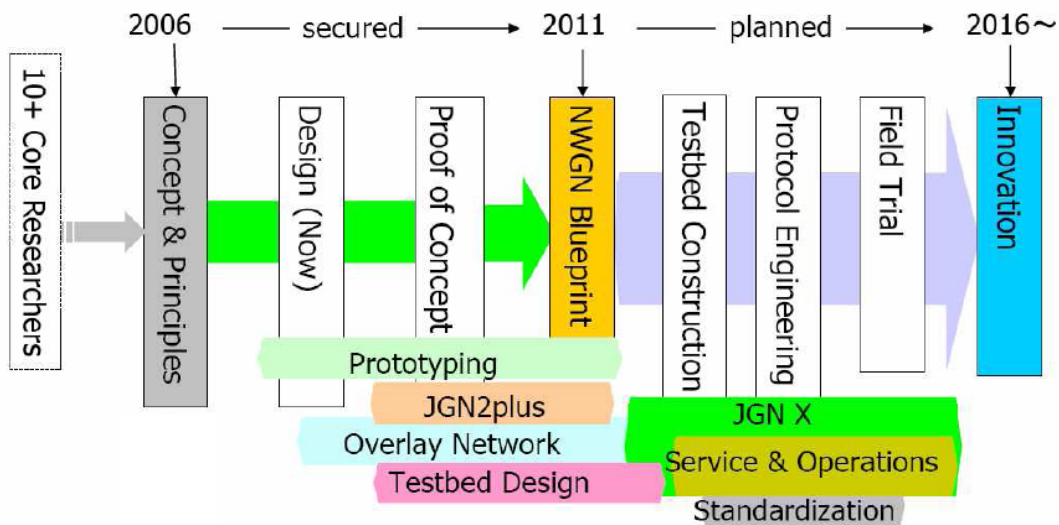 2006
secured
2011
planned
2016~
10+ Core Researchers
Concept & Principles
Design (Now)
Proof of Concept
NWGN Blueprint
Testbed Construction
Protocol Engineering
Field Trial
Innovation
Prototyping
JGN2plus
JGN X
Overlay Network
Service & Operations
Testbed Design
Standardization